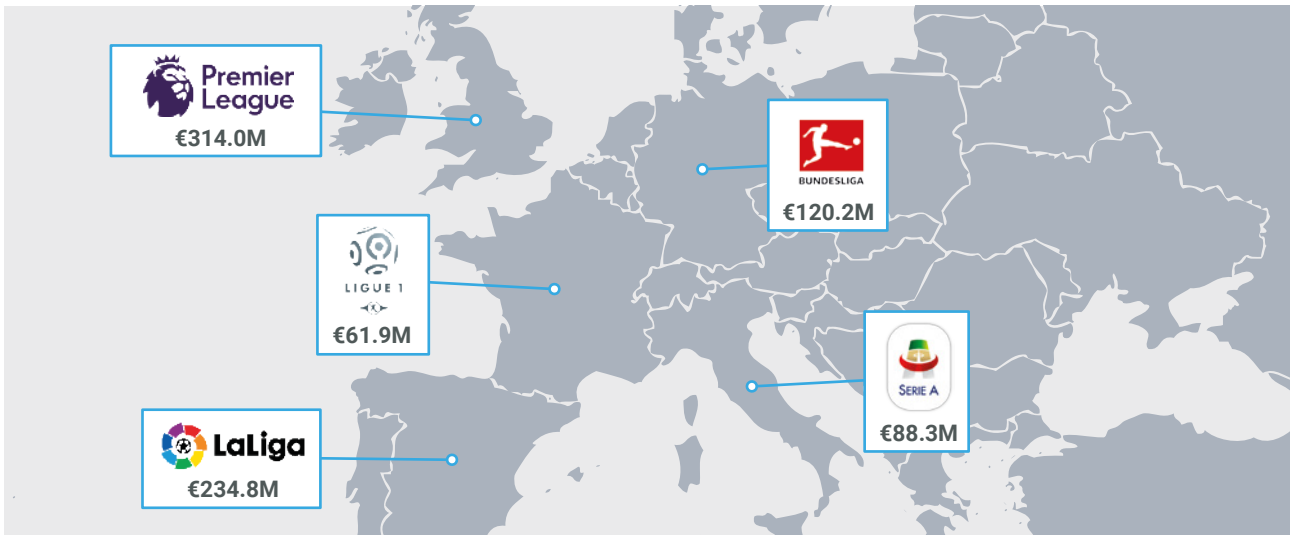 Premier
League
€314.0M
BUNDESLIGA
€120.2M
LIGUE 1
€61.9M
SERIE A
€88.3M
LaLiga
€234.8M